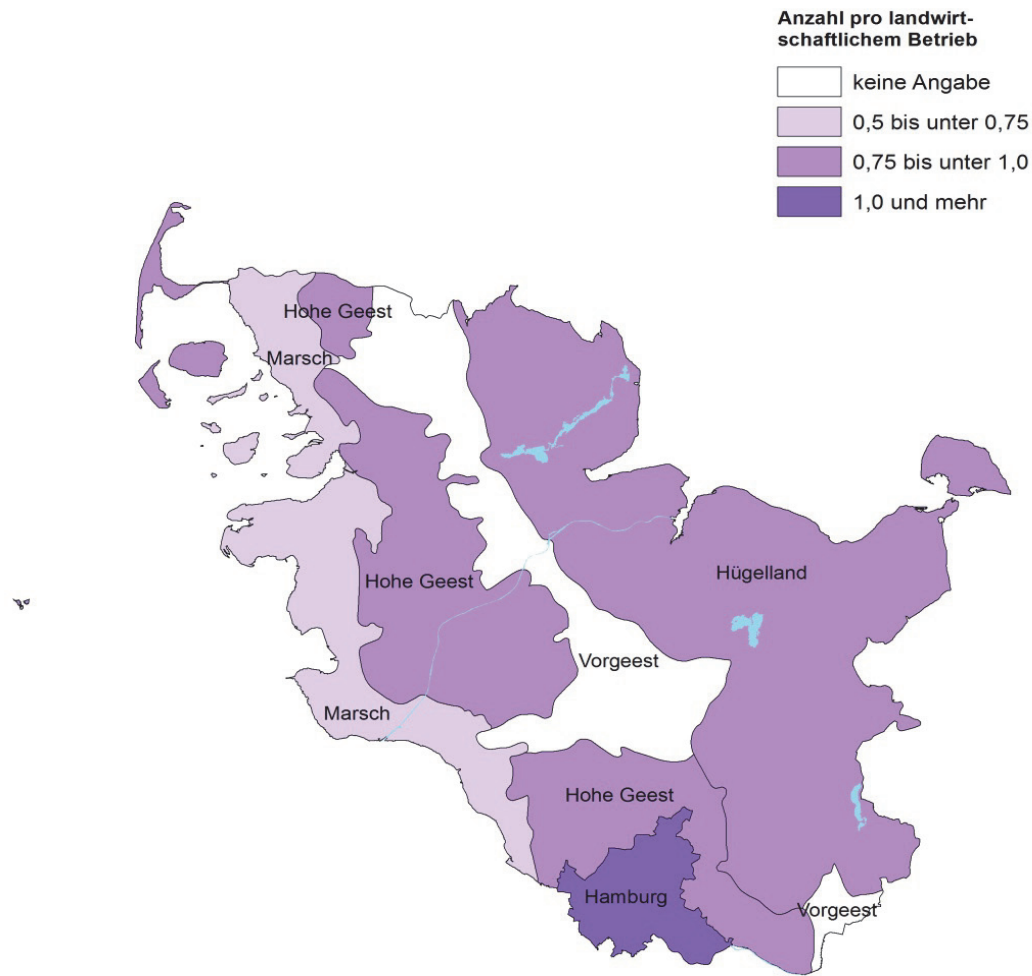 Anzahl pro landwirt-
schaftlichem Betrieb
keine Angabe
0,5 bis unter 0,75
0,75 bis unter 1,0
1,0 und mehr
Hohe Geest
Marsch
Hohe Geest
Hügelland
Vorgeest
Marsch
Hohe Geest
Hamburg
Vorgeest